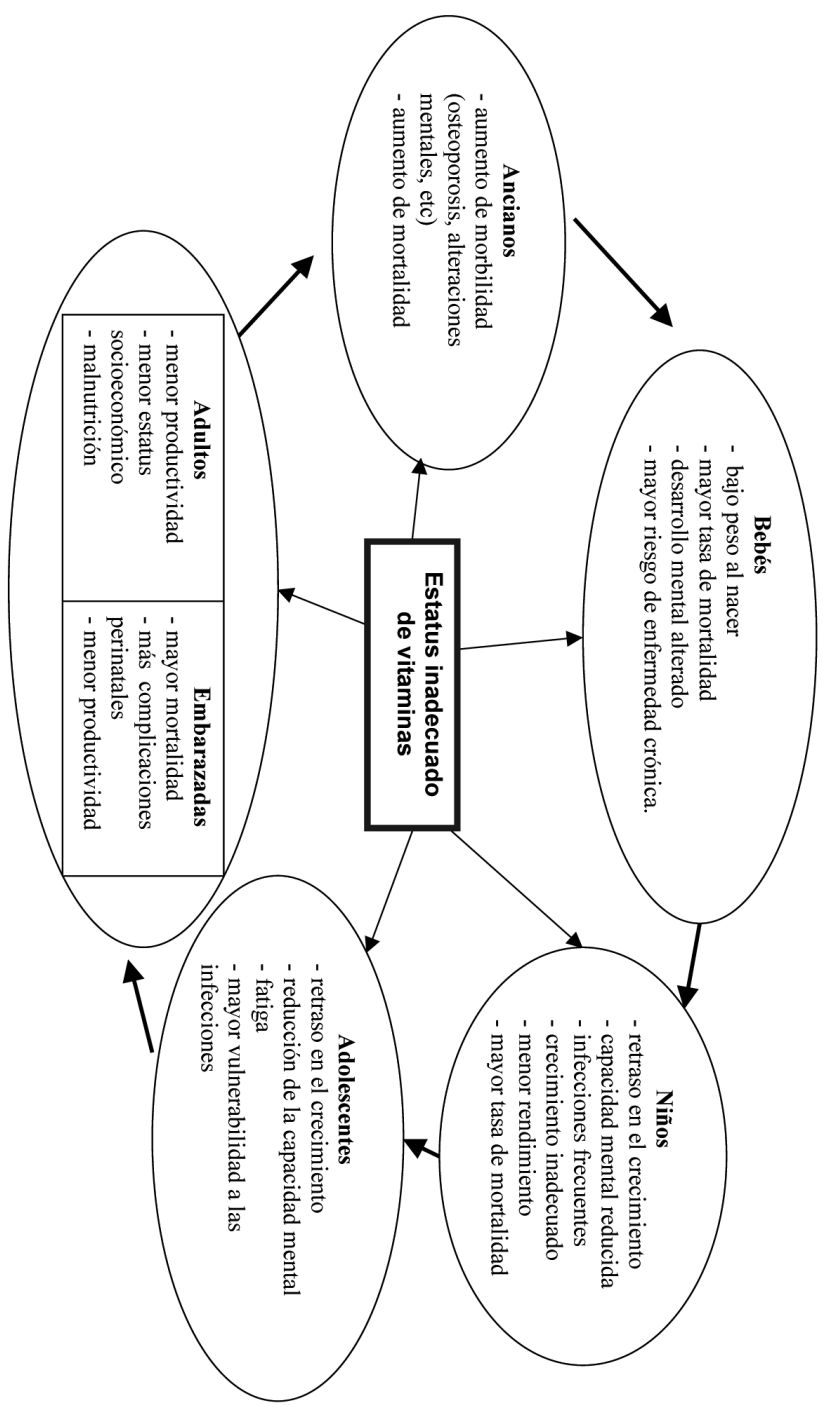 Bebés
- bajo peso al nacer
- mayor tasa de mortalidad
- desarrollo mental alterado
- mayor riesgo de enfermedad crónica.
Niños
- retraso en el crecimiento
- capacidad mental reducida
- infecciones frecuentes
- crecimiento inadecuado
- menor rendimiento
- mayor tasa de mortalidad
Adolescentes
- retraso en el crecimiento
- reducción de la capacidad mental
- fatiga
- mayor vulnerabilidad a las
infecciones
Adultos
- menor productividad
- menor estatus
socioeconómico
- malnutrición
Embarazadas
- mayor mortalidad
- más complicaciones
perinatales
- menor productividad
Ancianos
- aumento de morbilidad
(osteoporosis, alteraciones
mentales, etc)
- aumento de mortalidad
Estatus inadecuado
de vitaminas